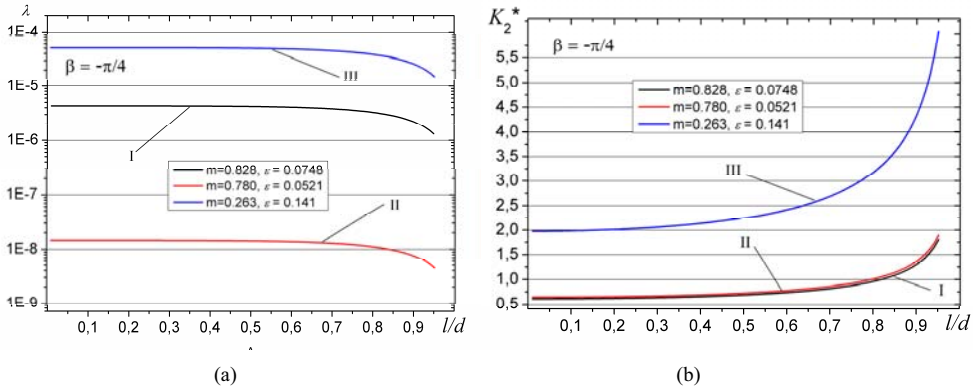 λ
1E-4
β = -π/4
III
1E-5
I
1E-6
m=0.828, ε = 0.0748
m=0.780, ε = 0.0521
m=0.263, ε = 0.141
1E-7
II
1E-8
1E-9
0,1 0,2 0,3 0,4 0,5 0,6 0,7 0,8 0,9 l/d
(a)
K2*
2
β = -π/4
5,5
5,0
m=0.828, ε = 0.0748
m=0.780, ε = 0.0521
m=0.263, ε = 0.141
4,5
4,0
3,5
III
3,0
2,5
2,0
II
1,5
I
1,0
0,5
0,1 0,2 0,3 0,4 0,5 0,6 0,7 0,8 0,9 l/d
(b)